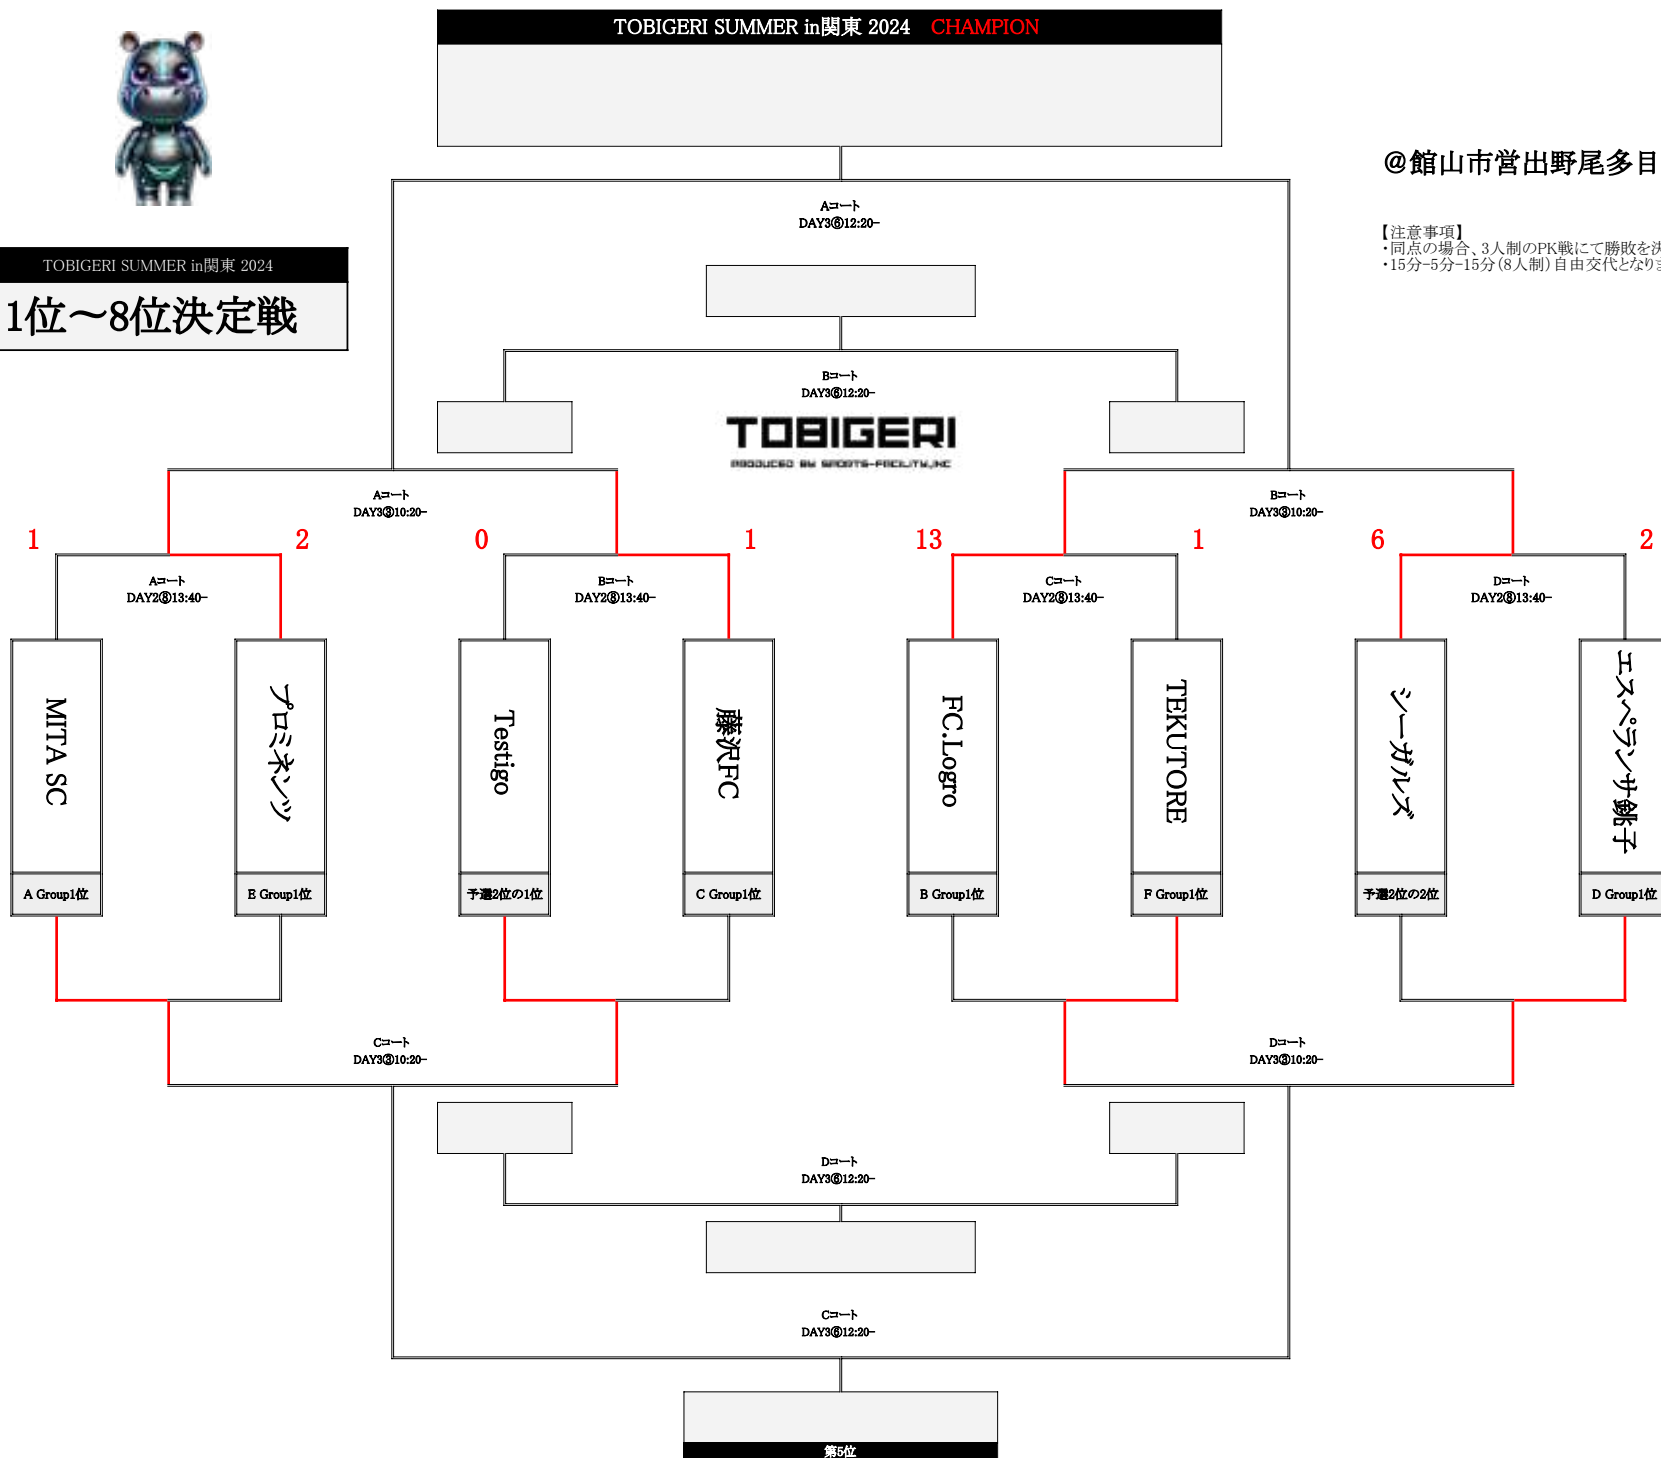 TOBIGERI SUMMER in関東 2024 CHAMPION
@館山市営出野尾多目
Aコート
DAY3⑥12:20-
【注意事項】
・同点の場合、3人制のPK戦にて勝敗を決
・15分-5分-15分（8人制）自由交代となりま
TOBIGERI SUMMER in関東 2024
1位～8位決定戦
Bコート
DAY3⑥12:20-
TOBIGERI
PRODUCED BY SPORTS-FACILITY,INC
Aコート
DAY3③10:20-
Bコート
DAY3③10:20-
1 2 0 1 13 1 6 2
Aコート
DAY2⑧13:40-
Bコート
DAY2⑧13:40-
Cコート
DAY2⑧13:40-
Dコート
DAY2⑧13:40-
MITA SC
プロミネンツ
Testigo
藤沢FC
FC.Logro
TEKUTORE
シーガルズ
エスペランサ銚子
A Group1位
E Group1位
予選2位の1位
C Group1位
B Group1位
F Group1位
予選2位の2位
D Group1位
Cコート
DAY3③10:20-
Dコート
DAY3③10:20-
Dコート
DAY3⑥12:20-
Cコート
DAY3⑥12:20-
第5位